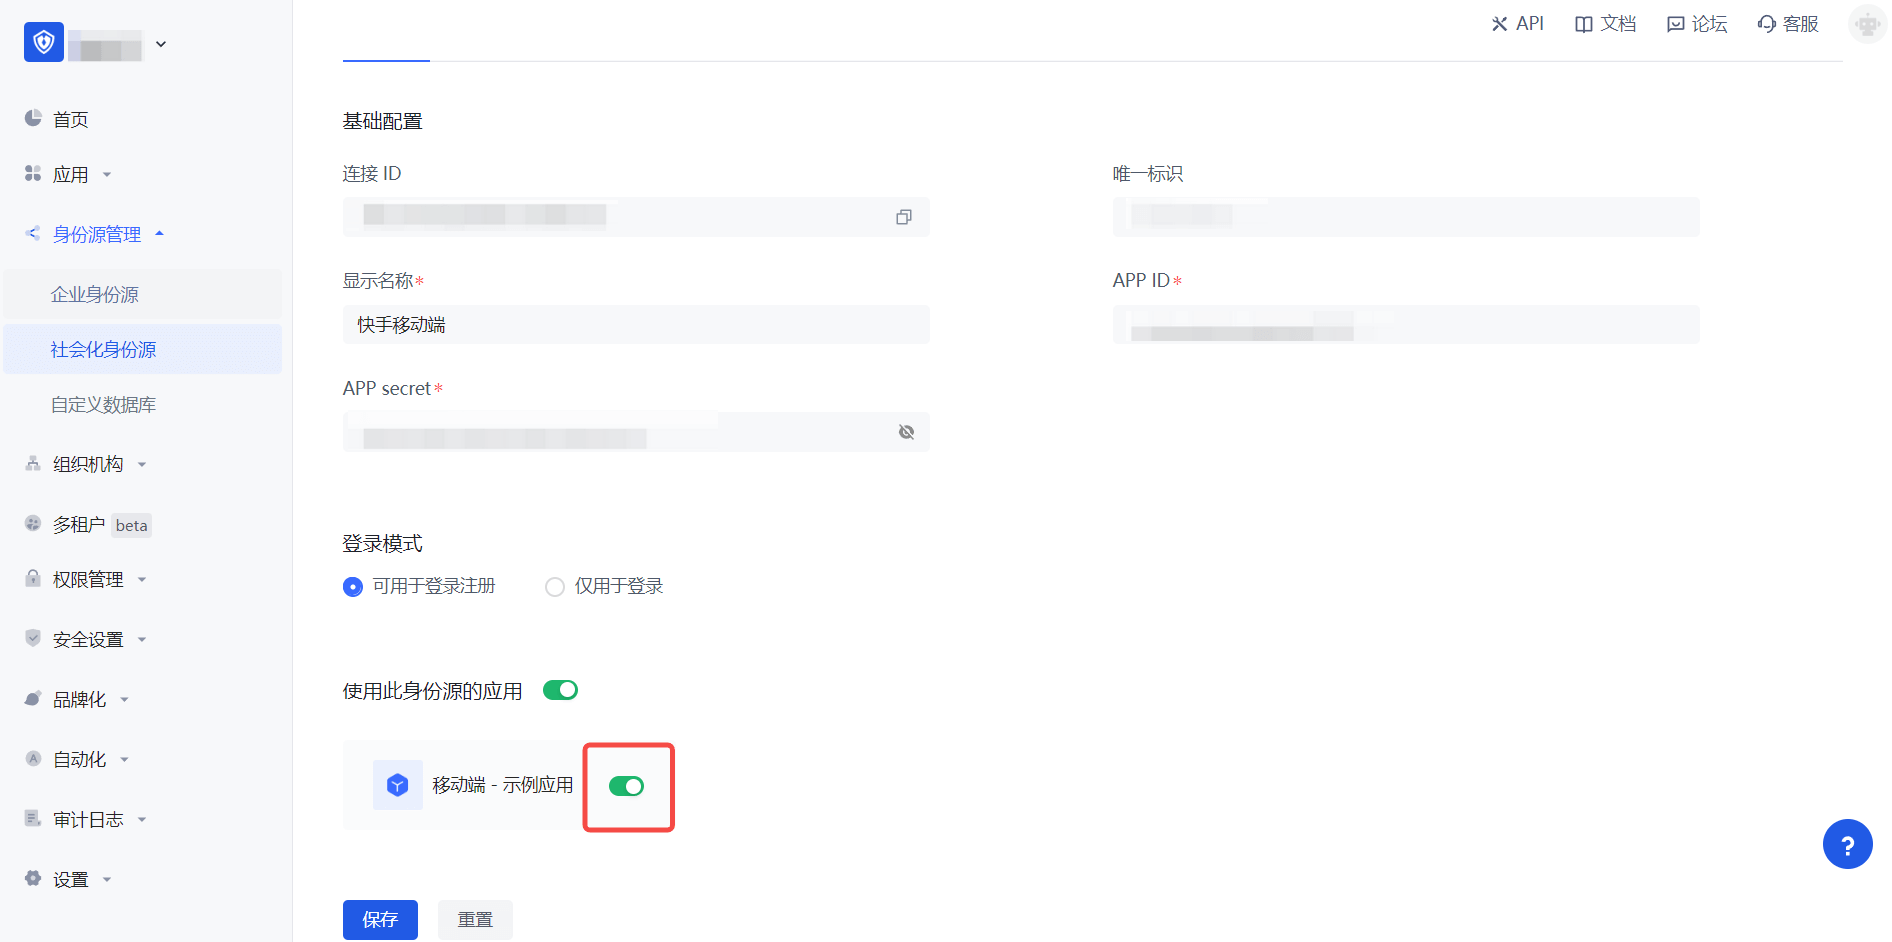 API
文档
论坛
客服
首页
应用
身份源管理
企业身份源
社会化身份源
自定义数据库
组织机构
多租户 beta
权限管理
安全设置
品牌化
自动化
审计日志
设置
基础配置
连接 ID
唯一标识
显示名称*
APP ID*
快手移动端
APP secret*
登录模式
可用于登录注册
仅用于登录
使用此身份源的应用
移动端 - 示例应用
保存
重置
?